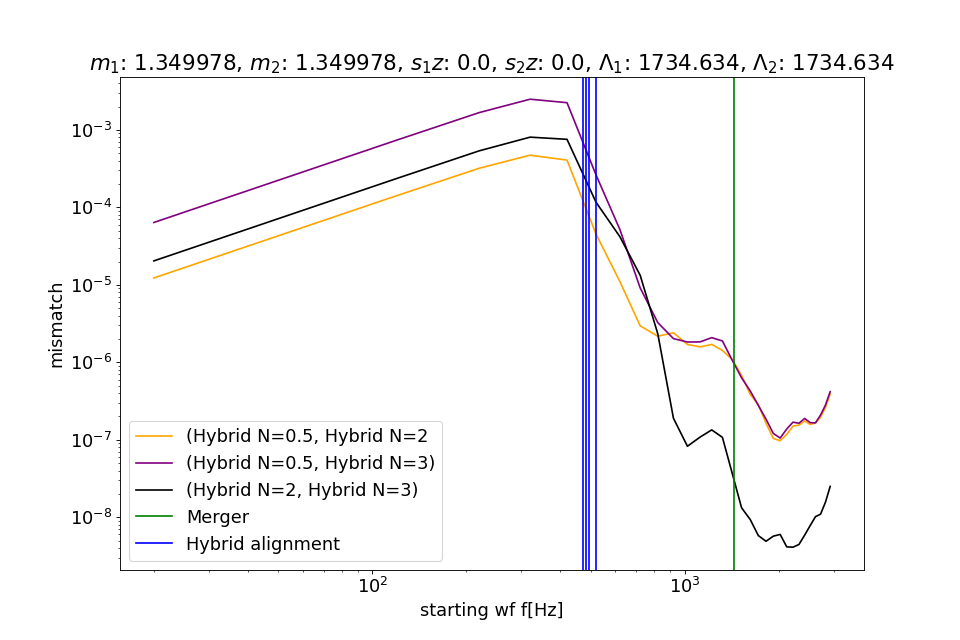 m₁: 1.349978, m₂: 1.349978, s₁z: 0.0, s₂z: 0.0, Λ₁: 1734.634, Λ₂: 1734.634
10⁻³
10⁻⁴
10⁻⁵
10⁻⁶
10⁻⁷
10⁻⁸
mismatch
(Hybrid N=0.5, Hybrid N=2
(Hybrid N=0.5, Hybrid N=3)
(Hybrid N=2, Hybrid N=3)
Merger
Hybrid alignment
10²
10³
starting wf f[Hz]